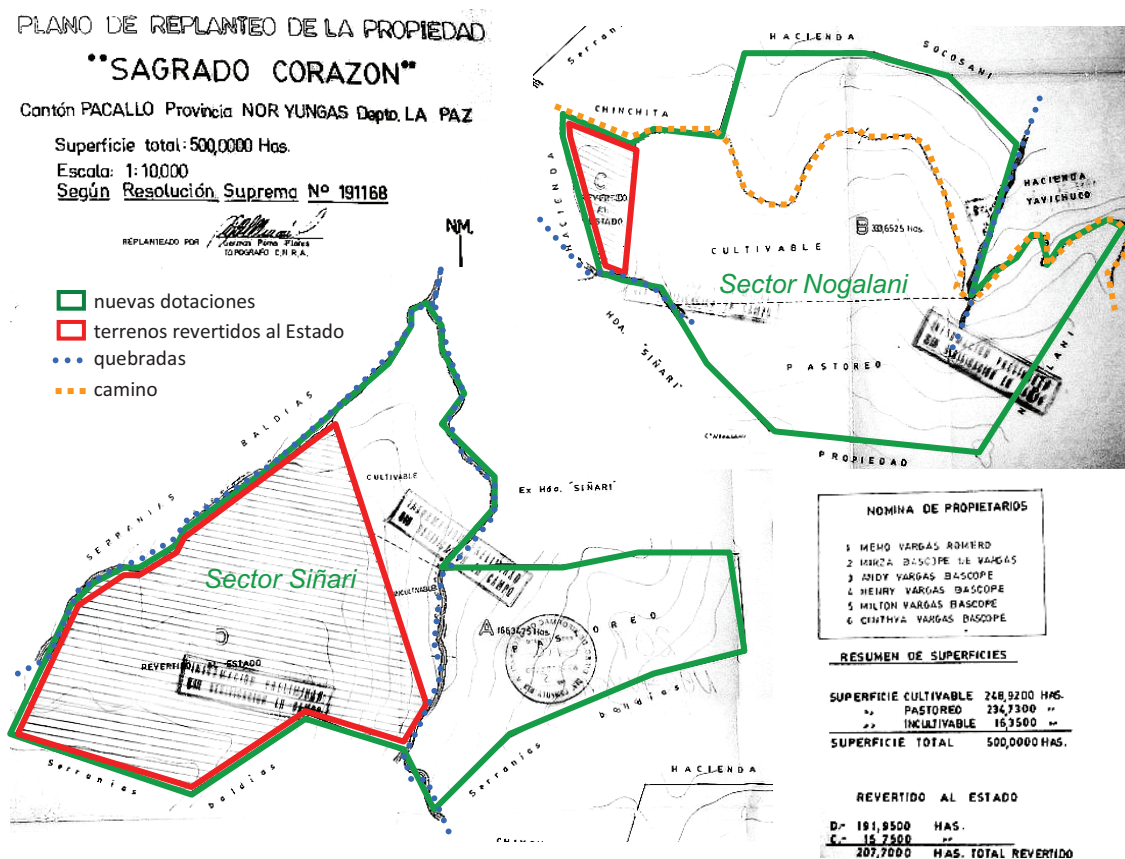 PLANO DE REPLANTEO DE LA PROPIEDAD
"SAGRADO CORAZON"
Cantón PACALLO Provincia NOR YUNGAS Depto. LA PAZ
Superficie total: 500,0000 Has.
Escala: 1:10,000
Según Resolución Suprema Nº 191168
REPLANTEADO POR
TOPOGRAFO C.N.R.A.
NM.
nuevas dotaciones
terrenos revertidos al Estado
quebradas
camino
HACIENDA SOCOSANI
Serran
CHINCHITA
HACIENDA
C
REVERTIDO
AL
ESTADO
B 333,6525 Has.
HACIENDA
YAVICHUCO
CULTIVABLE
Sector Nogalani
HDA. "SIÑARI"
PASTOREO
PROPIEDAD
SERRANIAS BALDIAS
CULTIVABLE
Ex Hda. "SIÑARI"
Sector Siñari
INCULTIVABLE
A
OREO
REVERTIDO AL ESTADO
Serranias baldias
Serranias baldias
HACIENDA
NOMINA DE PROPIETARIOS
1 MEMO VARGAS ROMERO
2 MIRZA BASCOPE DE VARGAS
3 ANDY VARGAS BASCOPE
4 HENRY VARGAS BASCOPE
5 MILTON VARGAS BASCOPE
6 CINTHYA VARGAS BASCOPE
RESUMEN DE SUPERFICIES
SUPERFICIE CULTIVABLE 248,9200 HAS.
,, PASTOREO 234,7300 ,,
,, INCULTIVABLE 16,3500 ,,
SUPERFICIE TOTAL 500,0000 HAS.
REVERTIDO AL ESTADO
D.- 191,9500 HAS.
C.- 15,7500 ,,
207,7000 HAS. TOTAL REVERTIDO